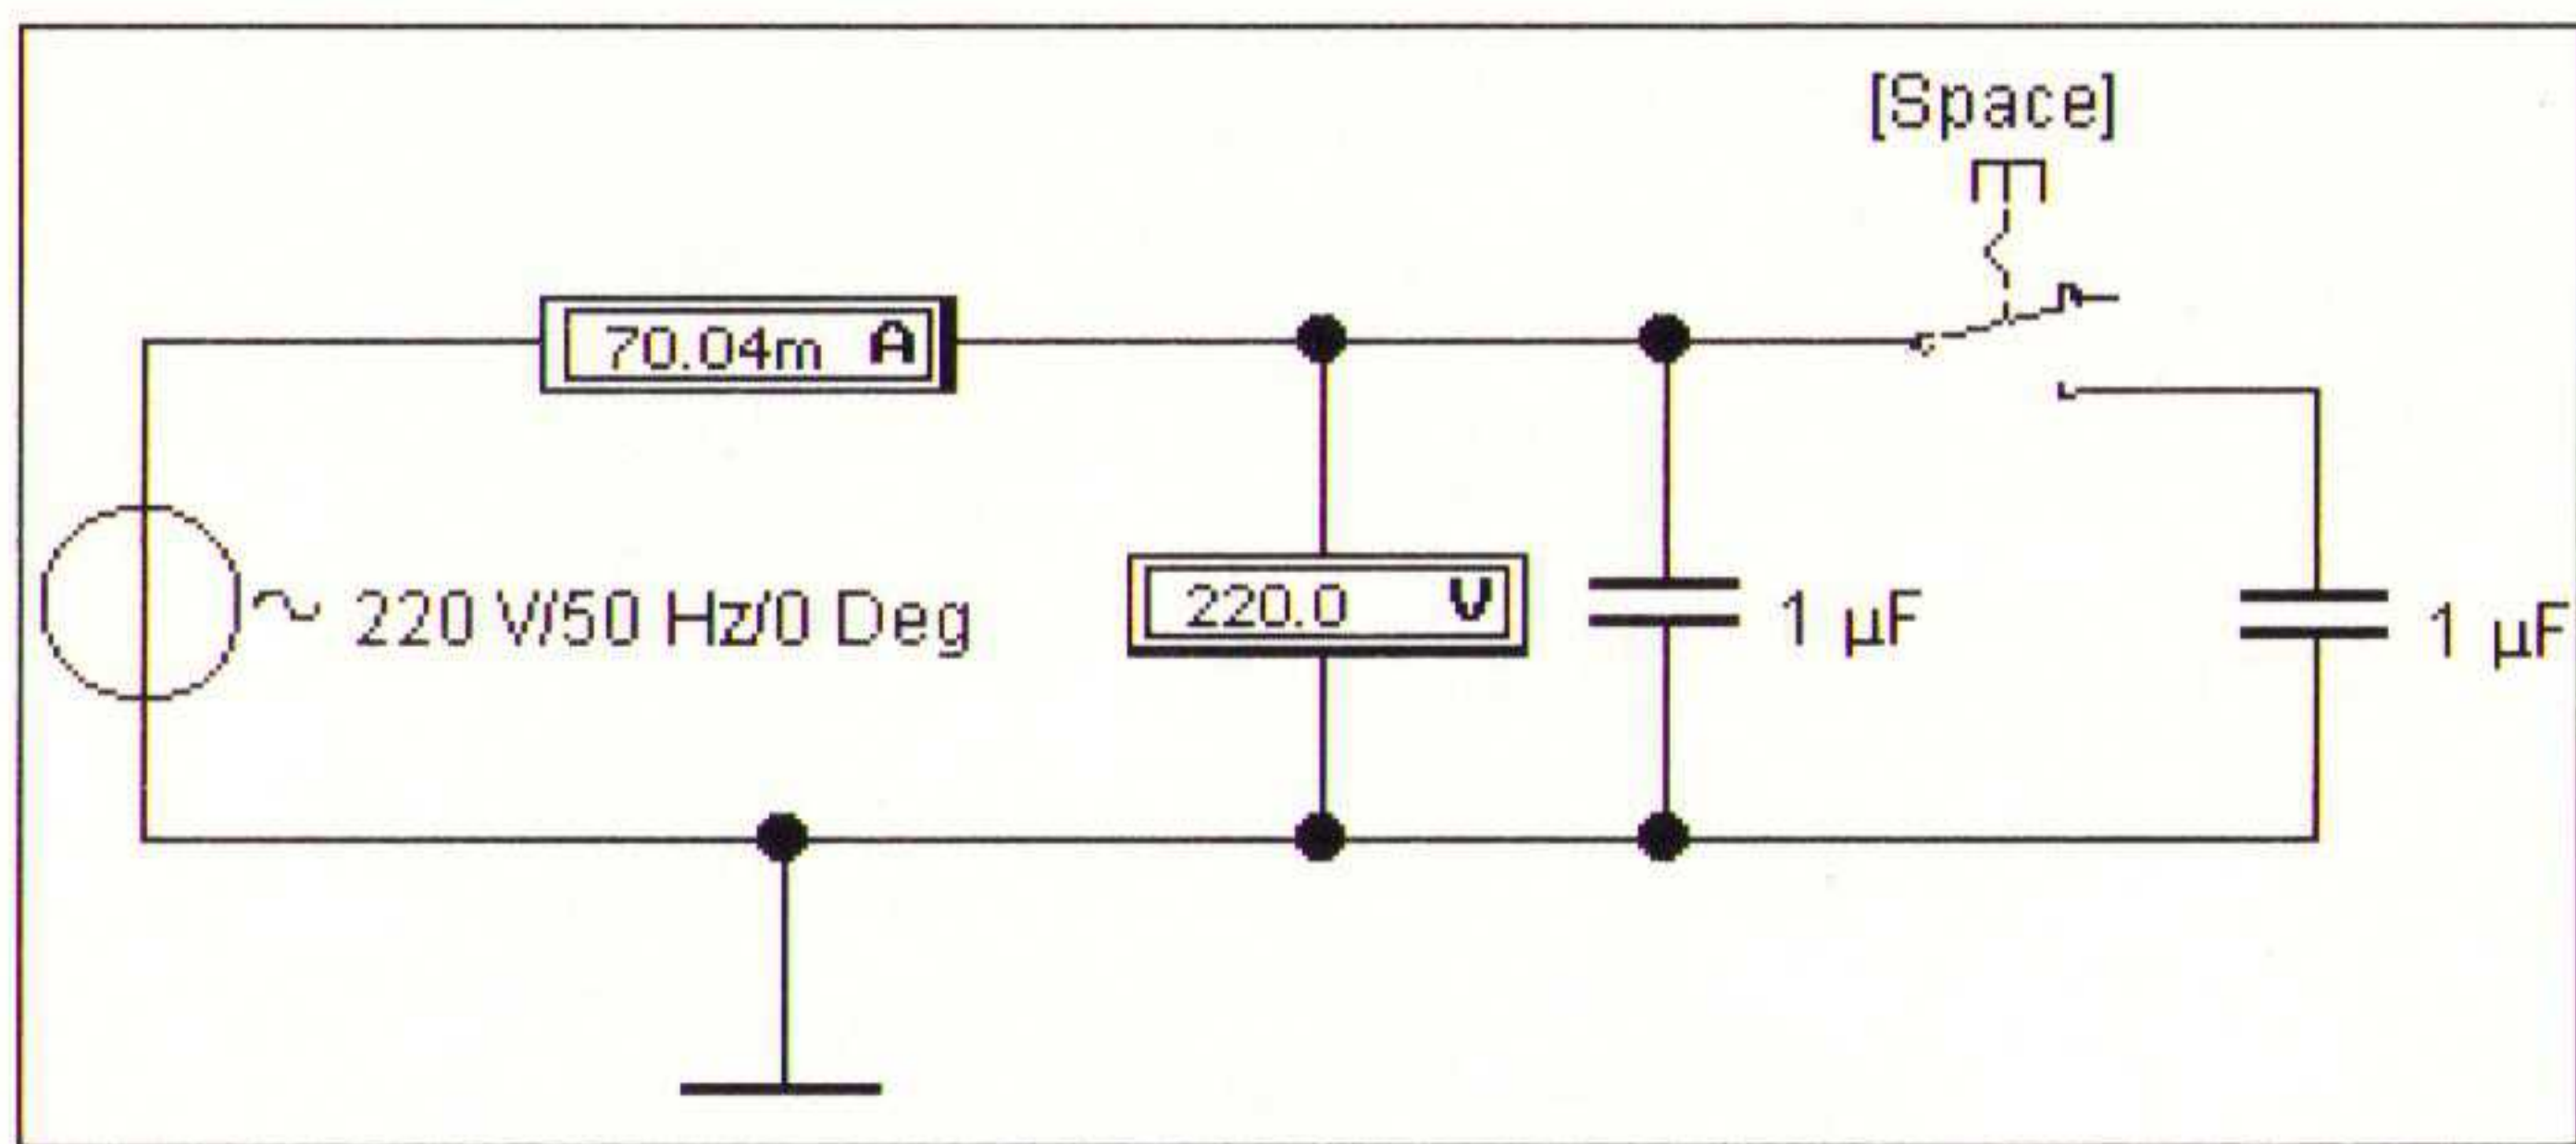 [Space]
70.04m A
~ 220 V/50 Hz/0 Deg
220.0 V
1 µF
1 µF